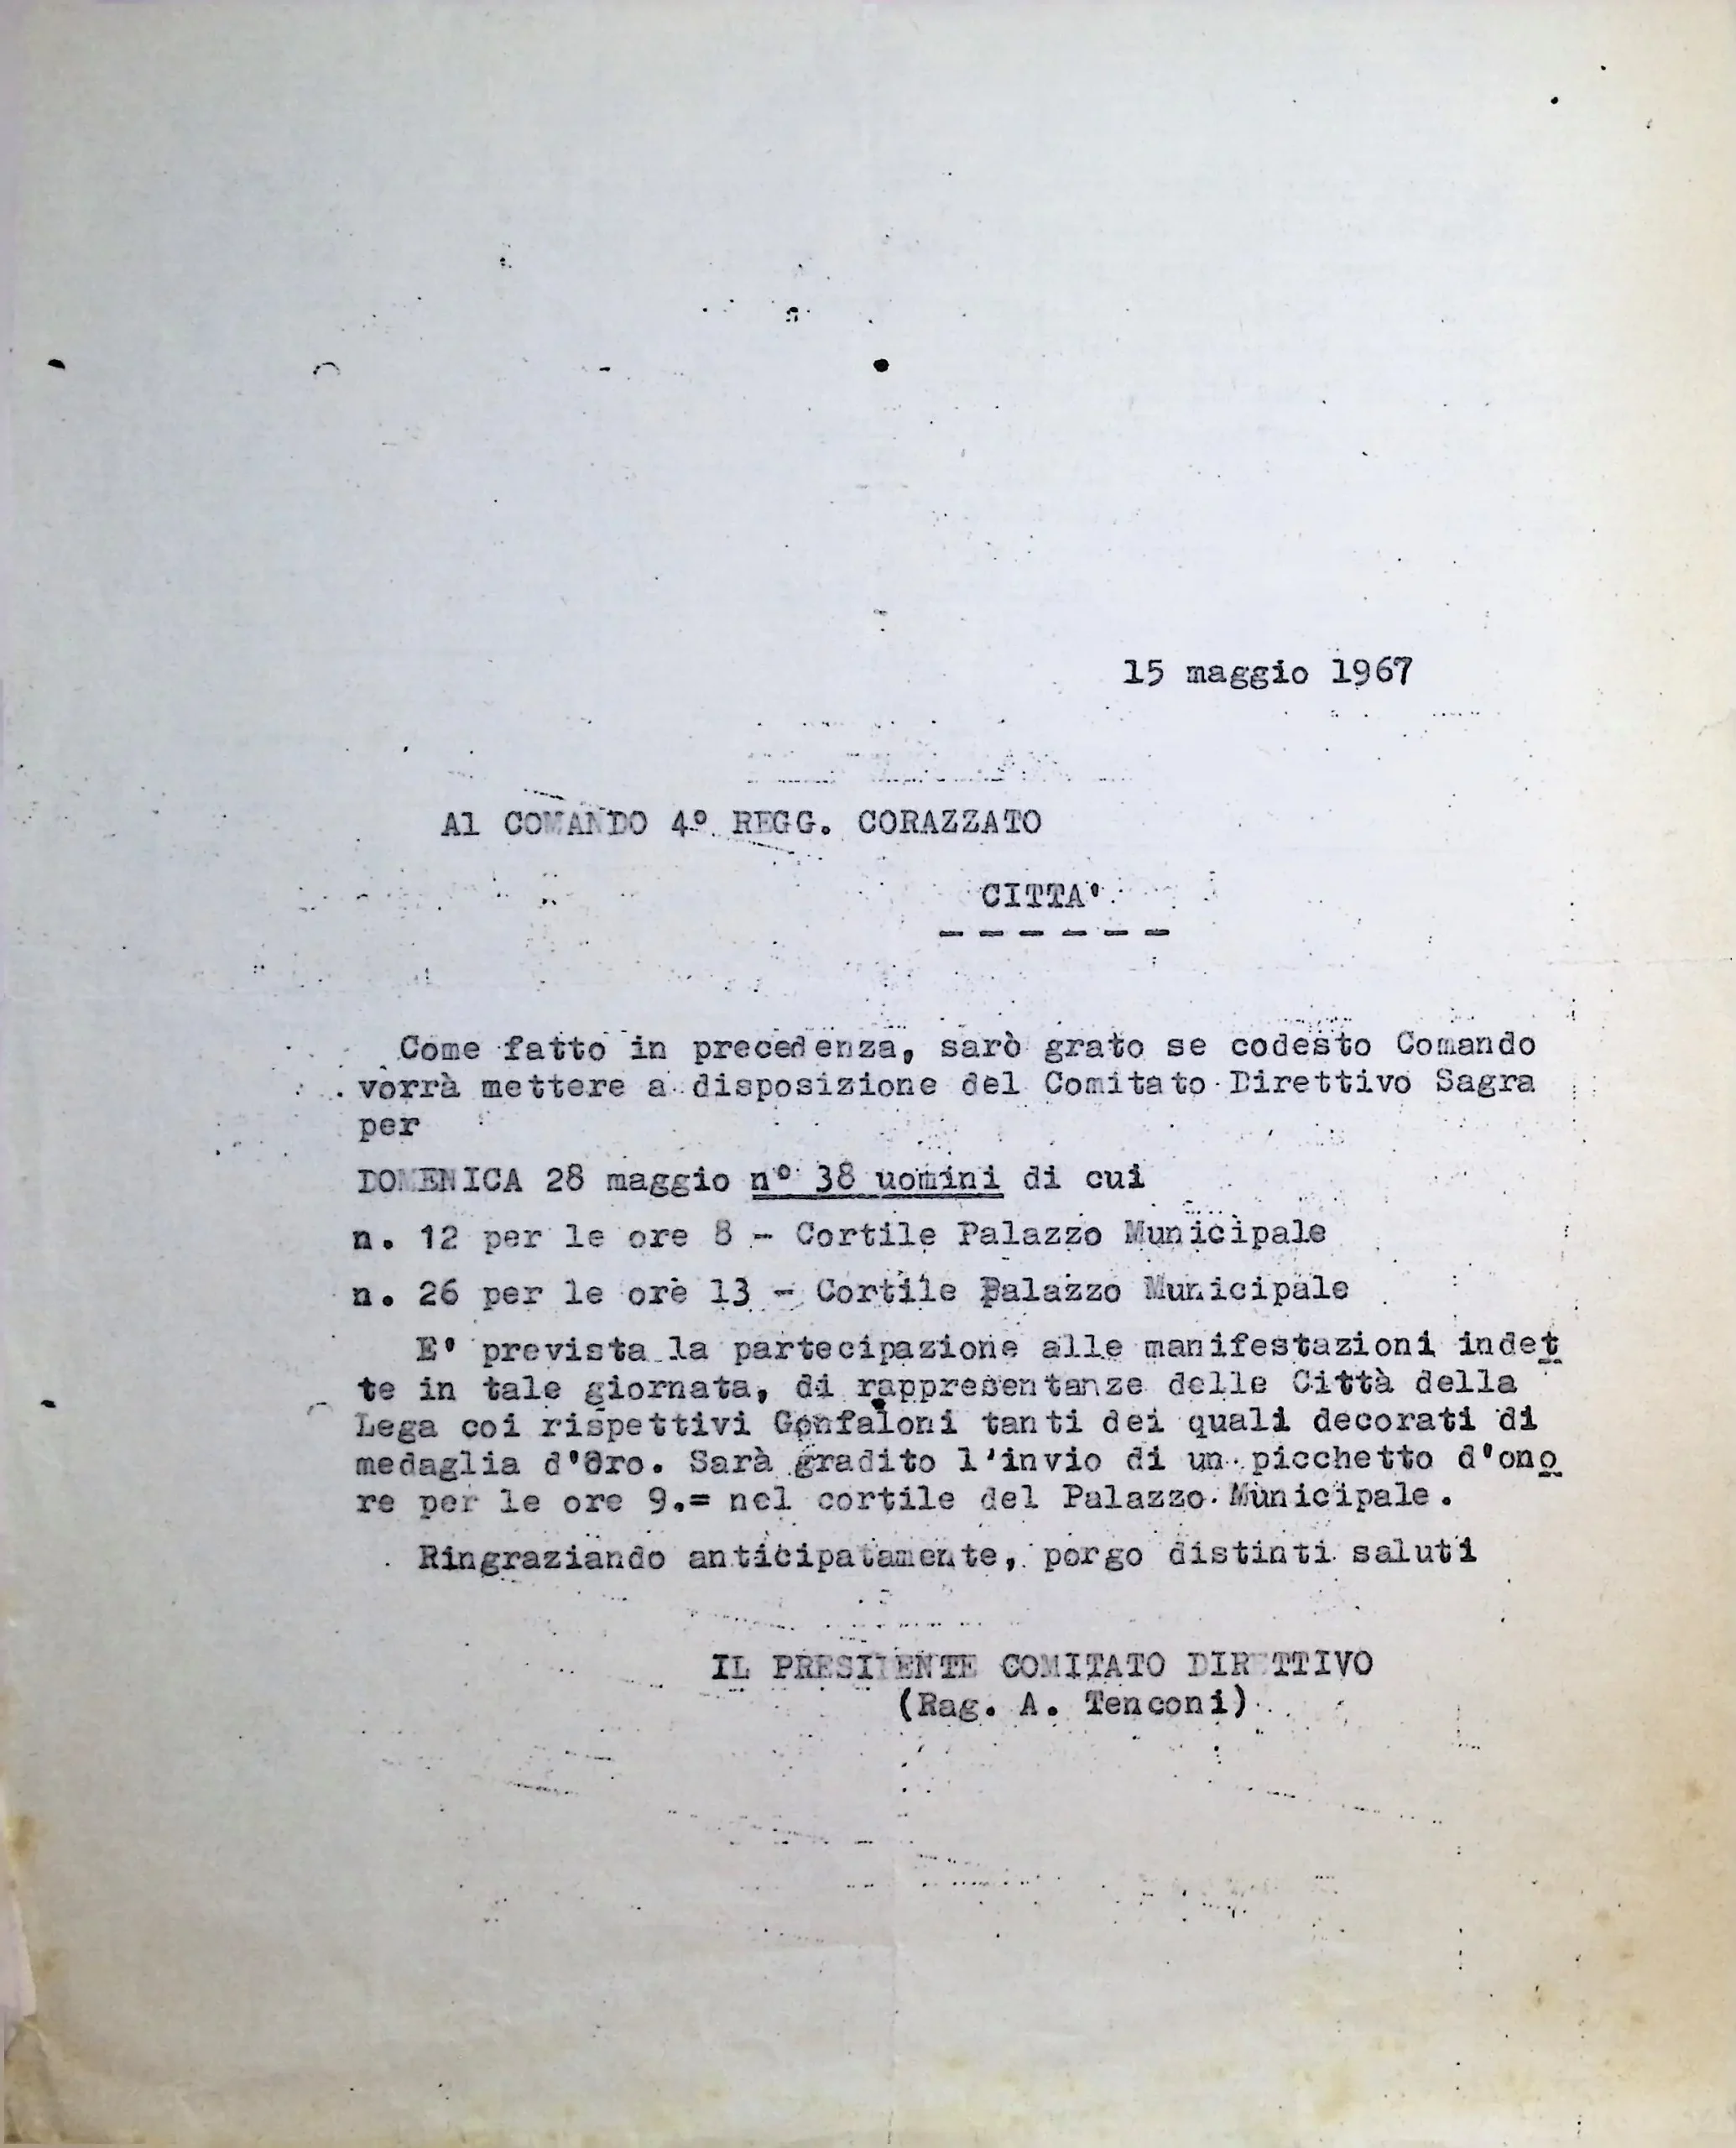 15 maggio 1967
Al COMANDO 4º REGG. CORAZZATO
CITTA'
- - - - - -
Come fatto in precedenza, sarò grato se codesto Comando
vorrà mettere a disposizione del Comitato Direttivo Sagra
per
DOMENICA 28 maggio nº 38 uomini di cui
n. 12 per le ore 8 - Cortile Palazzo Municipale
n. 26 per le ore 13 - Cortile Palazzo Municipale
E' prevista la partecipazione alle manifestazioni indet
te in tale giornata, di rappresentanze delle Città della
Lega coi rispettivi Gonfaloni tanti dei quali decorati di
medaglia d'Oro. Sarà gradito l'invio di un picchetto d'ono
re per le ore 9.= nel cortile del Palazzo Municipale.
Ringraziando anticipatamente, porgo distinti saluti
IL PRESIDENTE COMITATO DIRETTIVO
(Rag. A. Tenconi)